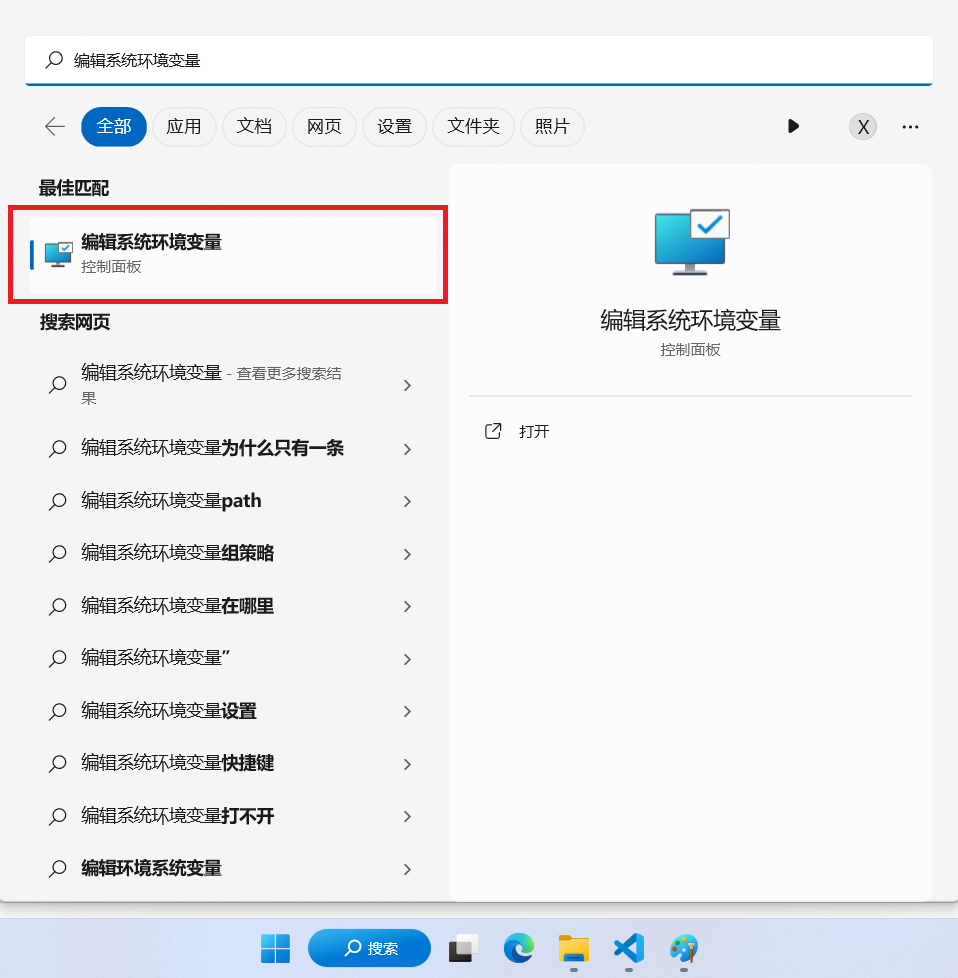 编辑系统环境变量
全部 应用 文档 网页 设置 文件夹 照片 X
最佳匹配
编辑系统环境变量
控制面板
搜索网页
编辑系统环境变量 - 查看更多搜索结
果
编辑系统环境变量为什么只有一条
编辑系统环境变量path
编辑系统环境变量组策略
编辑系统环境变量在哪里
编辑系统环境变量”
编辑系统环境变量设置
编辑系统环境变量快捷键
编辑系统环境变量打不开
编辑环境系统变量
编辑系统环境变量
控制面板
打开
搜索